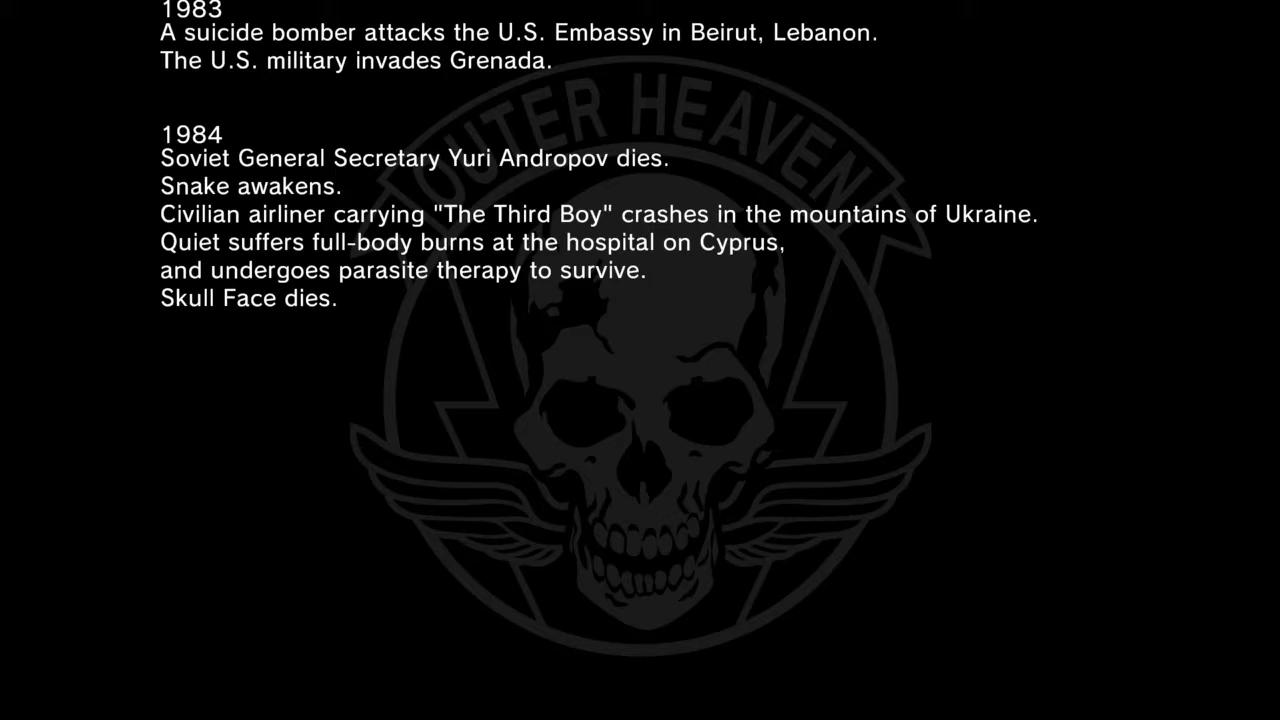 1983
A suicide bomber attacks the U.S. Embassy in Beirut, Lebanon.
The U.S. military invades Grenada.
1984
Soviet General Secretary Yuri Andropov dies.
Snake awakens.
Civilian airliner carrying "The Third Boy" crashes in the mountains of Ukraine.
Quiet suffers full-body burns at the hospital on Cyprus,
and undergoes parasite therapy to survive.
Skull Face dies.
OUTER HEAVEN